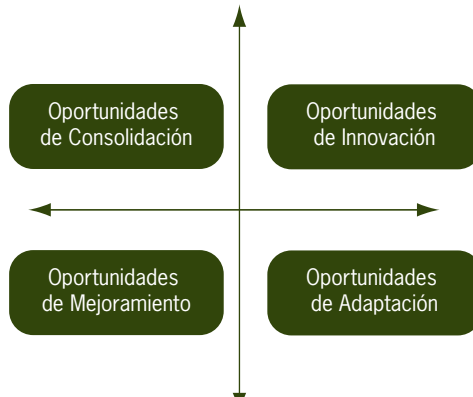 Oportunidades
de Consolidación
Oportunidades
de Innovación
Oportunidades
de Mejoramiento
Oportunidades
de Adaptación